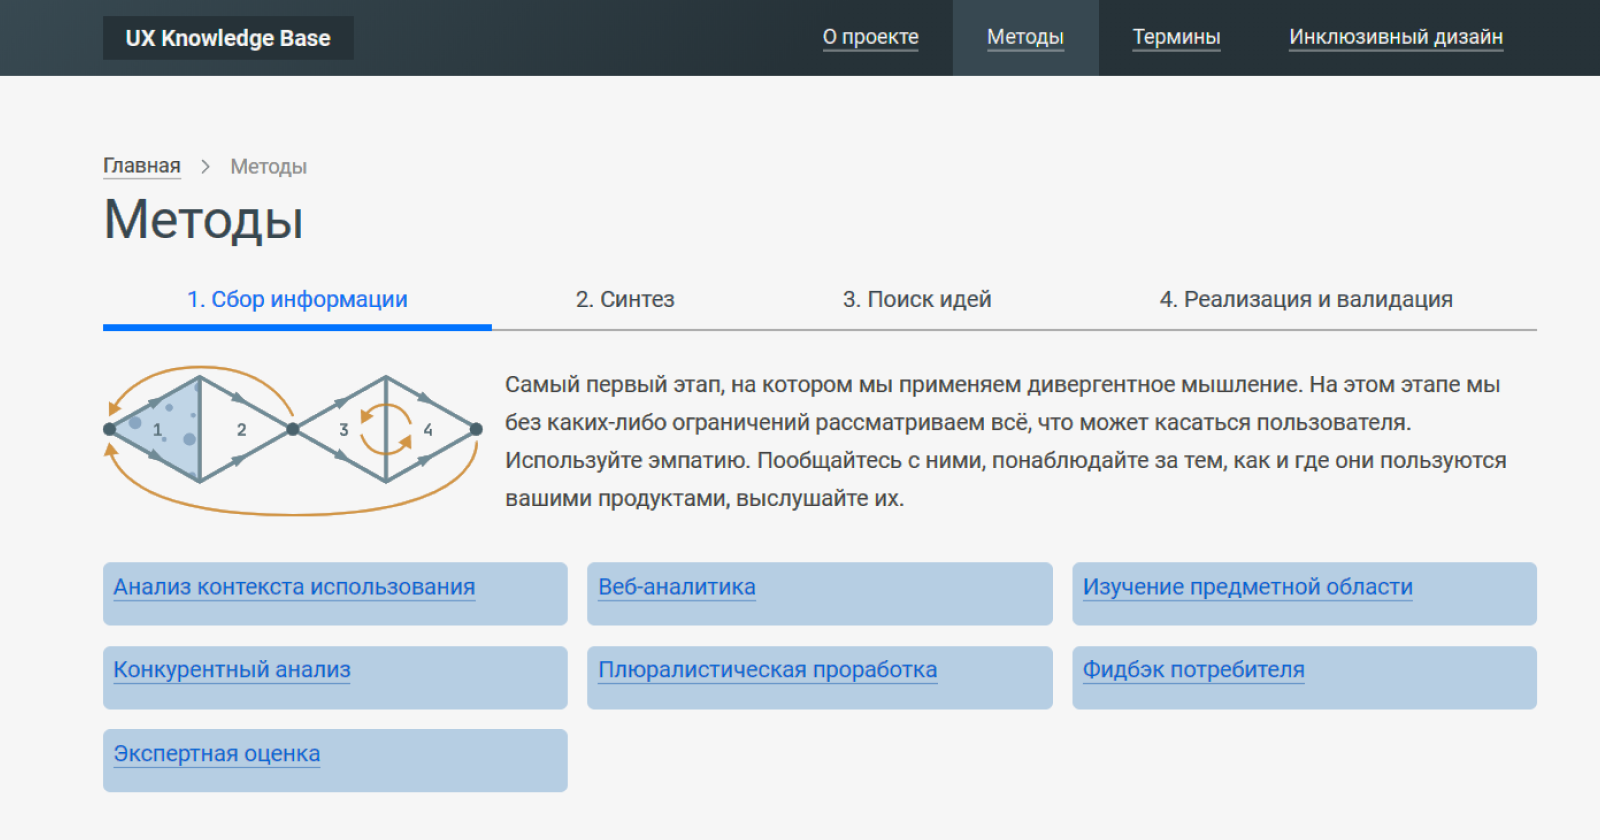 UX Knowledge Base
О проекте
Методы
Термины
Инклюзивный дизайн
Главная > Методы
Методы
1. Сбор информации
2. Синтез
3. Поиск идей
4. Реализация и валидация
1 2 3 4
Самый первый этап, на котором мы применяем дивергентное мышление. На этом этапе мы
без каких-либо ограничений рассматриваем всё, что может касаться пользователя.
Используйте эмпатию. Пообщайтесь с ними, понаблюдайте за тем, как и где они пользуются
вашими продуктами, выслушайте их.
Анализ контекста использования
Веб-аналитика
Изучение предметной области
Конкурентный анализ
Плюралистическая проработка
Фидбэк потребителя
Экспертная оценка